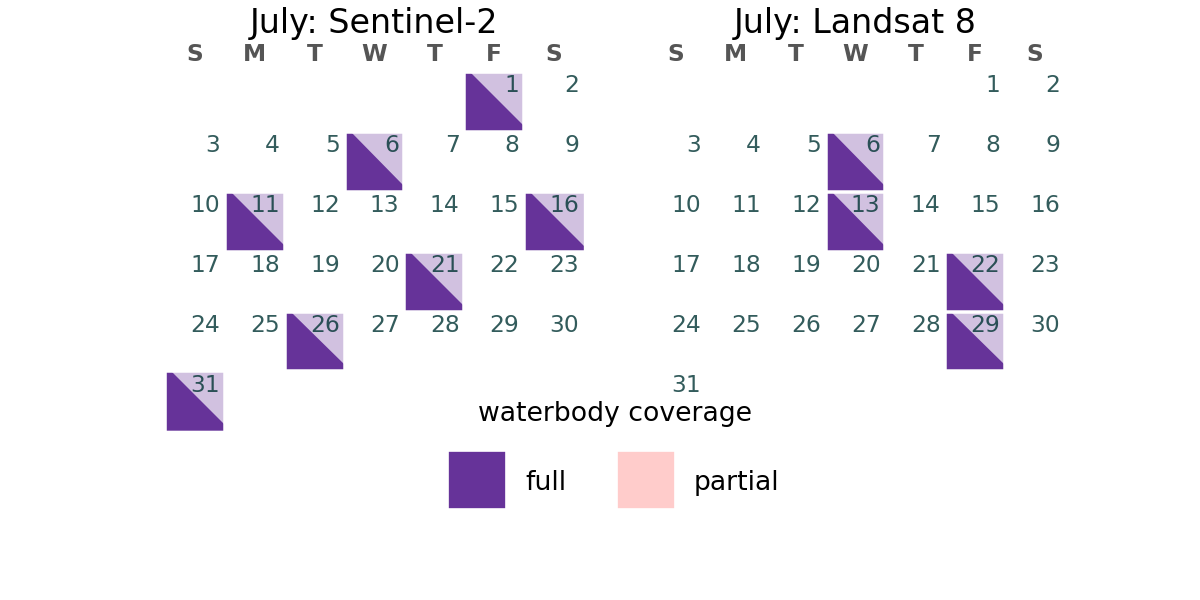 July: Sentinel-2
S M T W T F S
1 2
3 4 5 6 7 8 9
10 11 12 13 14 15 16
17 18 19 20 21 22 23
24 25 26 27 28 29 30
31
July: Landsat 8
S M T W T F S
1 2
3 4 5 6 7 8 9
10 11 12 13 14 15 16
17 18 19 20 21 22 23
24 25 26 27 28 29 30
31
waterbody coverage
full partial